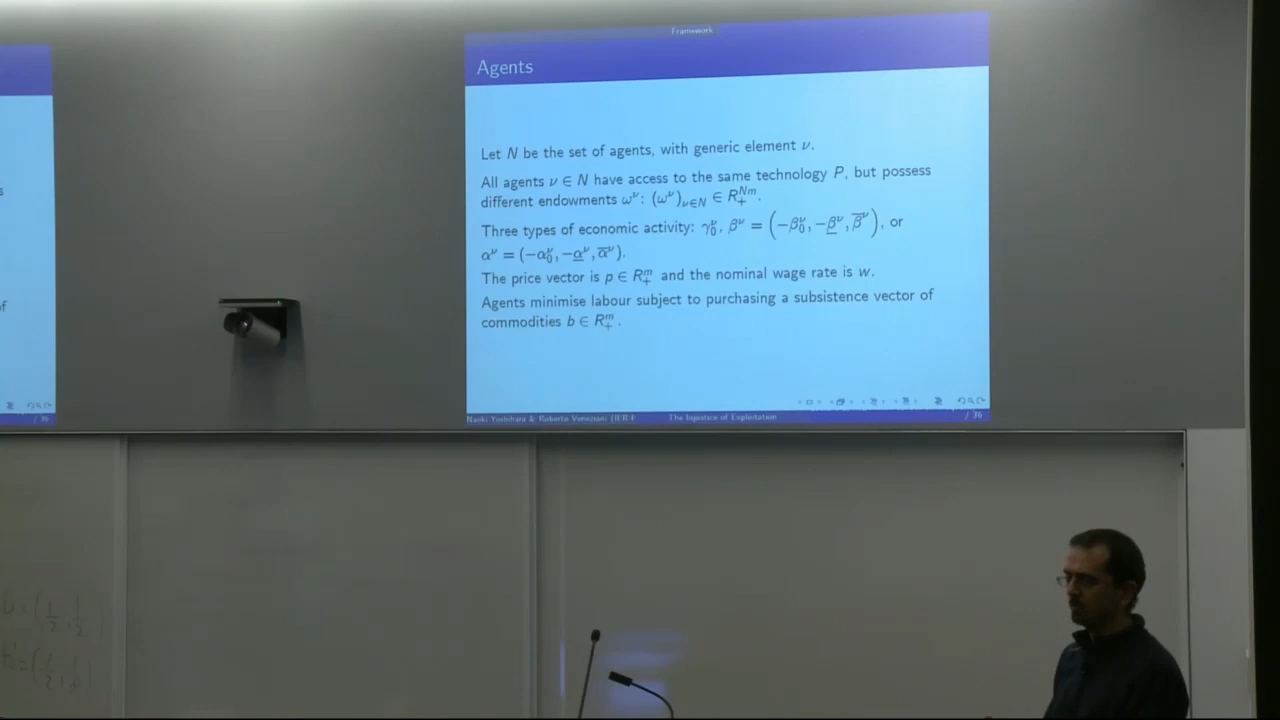 Framework
Agents
Let N be the set of agents, with generic element ν.
All agents ν ∈ N have access to the same technology P, but possess
different endowments ω^ν: (ω^ν)_{ν∈N} ∈ R_+^{Nm}.
Three types of economic activity: γ_0^ν, β^ν = (−β_0^ν, −β̲^ν, β̅^ν), or
α^ν = (−α_0^ν, −α̲^ν, α̅^ν).
The price vector is p ∈ R_+^m and the nominal wage rate is w.
Agents minimise labour subject to purchasing a subsistence vector of
commodities b ∈ R_+^m.
Naoki Yoshihara & Roberto Veneziani
The Injustice of Exploitation
/ 36
s
of
/ 36